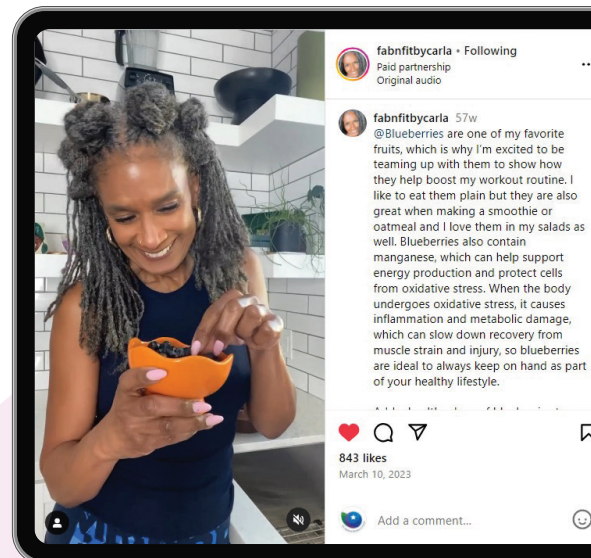 fabnfitbycarla • Following
Paid partnership
Original audio
fabnfitbycarla 57w
@Blueberries are one of my favorite
fruits, which is why I'm excited to be
teaming up with them to show how
they help boost my workout routine. I
like to eat them plain but they are also
great when making a smoothie or
oatmeal and I love them in my salads as
well. Blueberries also contain
manganese, which can help support
energy production and protect cells
from oxidative stress. When the body
undergoes oxidative stress, it causes
inflammation and metabolic damage,
which can slow down recovery from
muscle strain and injury, so blueberries
are ideal to always keep on hand as part
of your healthy lifestyle.
843 likes
March 10, 2023
Add a comment...